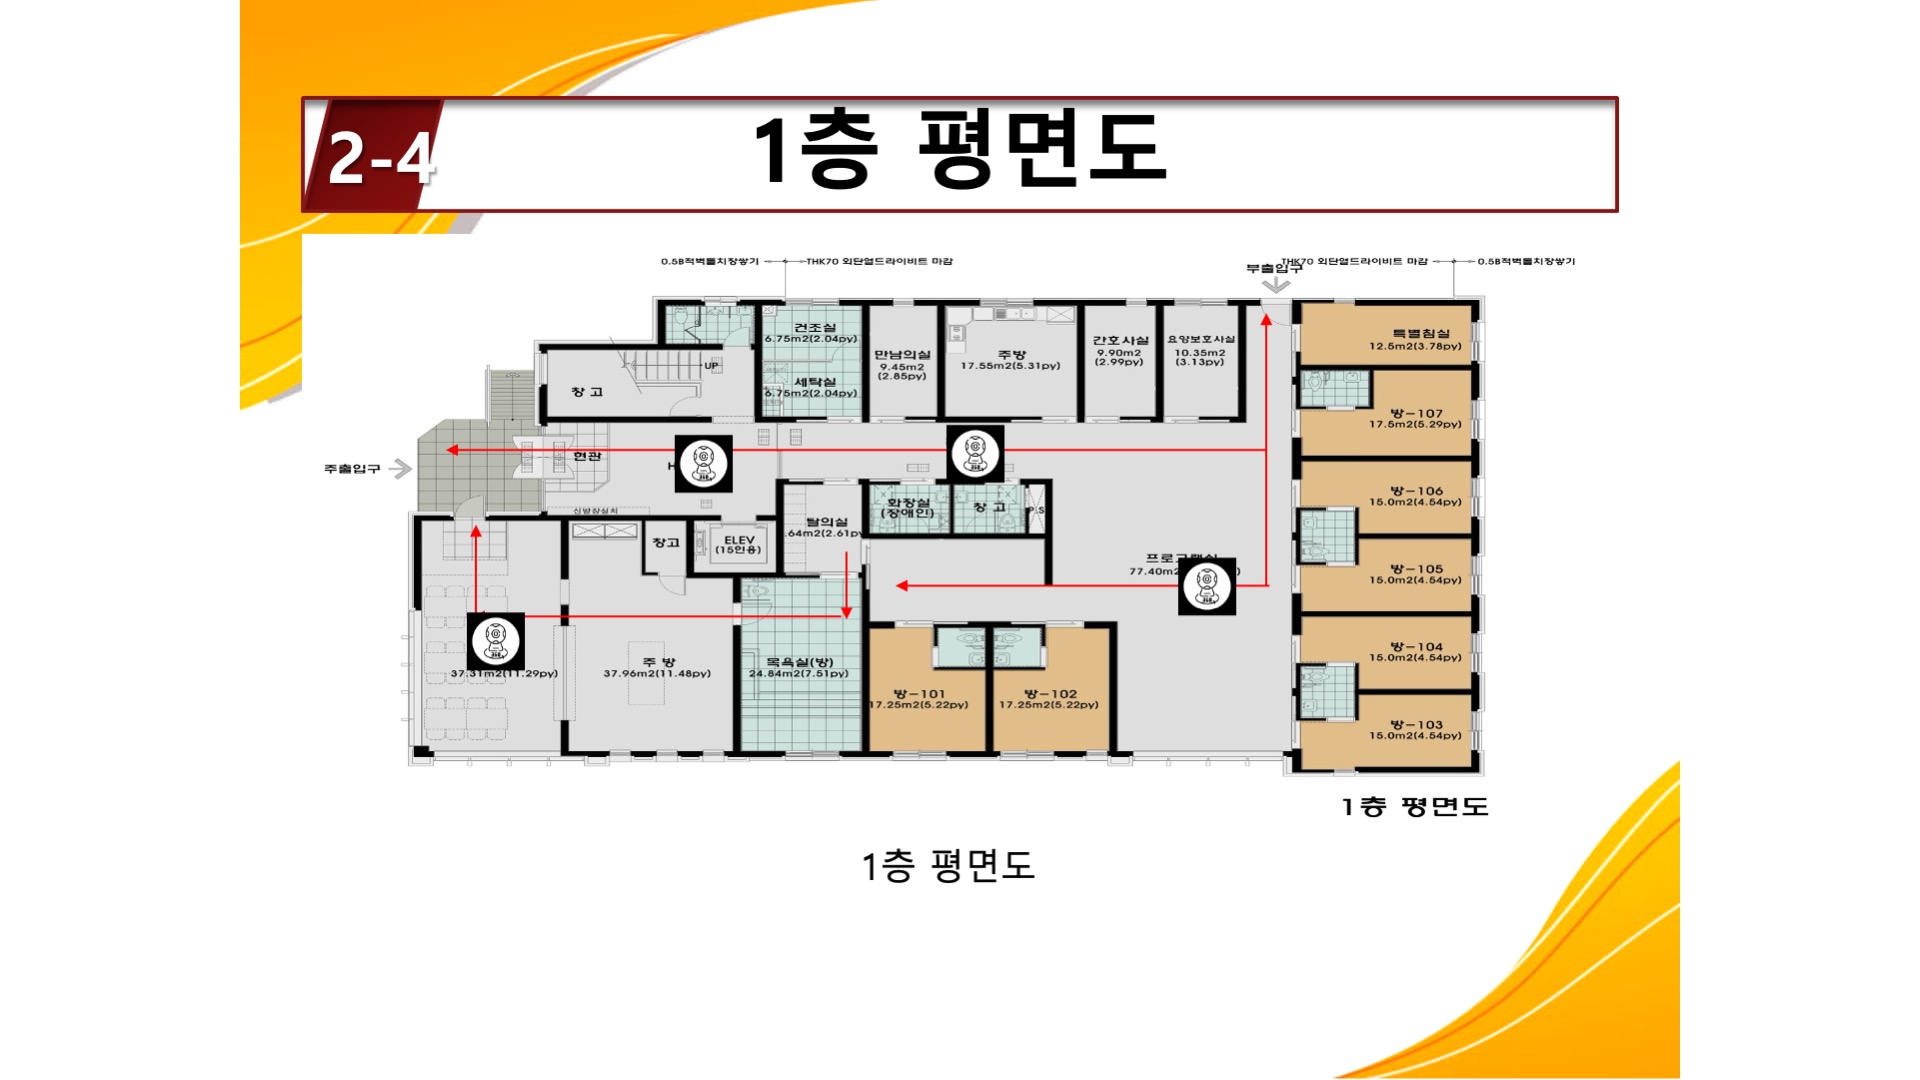 2-4
1층 평면도
0.5B적벽돌치장쌓기
THK70 외단열드라이비트 마감
부출입구
THK70 외단열드라이비트 마감
0.5B적벽돌치장쌓기
건조실
6.75m2(2.04py)
세탁실
6.75m2(2.04py)
만남의실
9.45m2
(2.85py)
주방
17.55m2(5.31py)
간호사실
9.90m2
(2.99py)
요양보호사실
10.35m2
(3.13py)
특별침실
12.5m2(3.78py)
UP
창고
방-107
17.5m2(5.29py)
주출입구
현관
H
방-106
15.0m2(4.54py)
신발장설치
창고
ELEV
(15인용)
탈의실
.64m2(2.61py
화장실
(장애인)
창고
P.S
프로그램실
77.40m2
방-105
15.0m2(4.54py)
방-104
15.0m2(4.54py)
37.31m2(11.29py)
주방
37.96m2(11.48py)
목욕실(방)
24.84m2(7.51py)
방-101
17.25m2(5.22py)
방-102
17.25m2(5.22py)
방-103
15.0m2(4.54py)
1층 평면도
1층 평면도